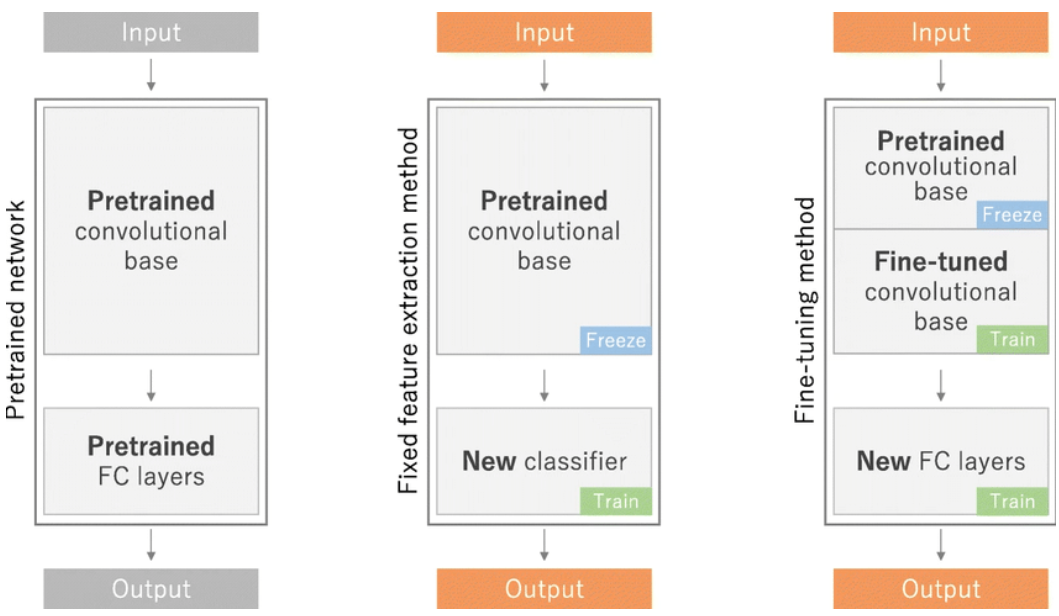 Input
Pretrained network
Pretrained
convolutional
base
Pretrained
FC layers
Output
Input
Fixed feature extraction method
Pretrained
convolutional
base
Freeze
New classifier
Train
Output
Input
Fine-tuning method
Pretrained
convolutional
base
Freeze
Fine-tuned
convolutional
base
Train
New FC layers
Train
Output